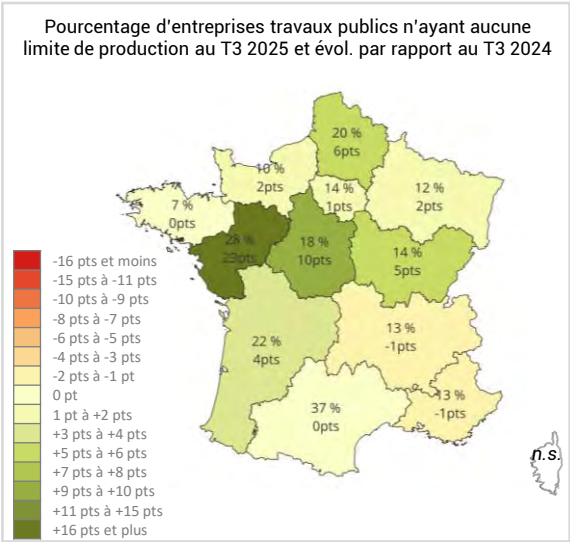 Pourcentage d'entreprises travaux publics n'ayant aucune
limite de production au T3 2025 et évol. par rapport au T3 2024
20 %
6pts
10 %
2pts
14 %
1pts
12 %
2pts
7 %
0pts
28 %
23pts
18 %
10pts
14 %
5pts
22 %
4pts
13 %
-1pts
37 %
0pts
13 %
-1pts
n.s.
-16 pts et moins
-15 pts à -11 pts
-10 pts à -9 pts
-8 pts à -7 pts
-6 pts à -5 pts
-4 pts à -3 pts
-2 pts à -1 pt
0 pt
1 pt à +2 pts
+3 pts à +4 pts
+5 pts à +6 pts
+7 pts à +8 pts
+9 pts à +10 pts
+11 pts à +15 pts
+16 pts et plus